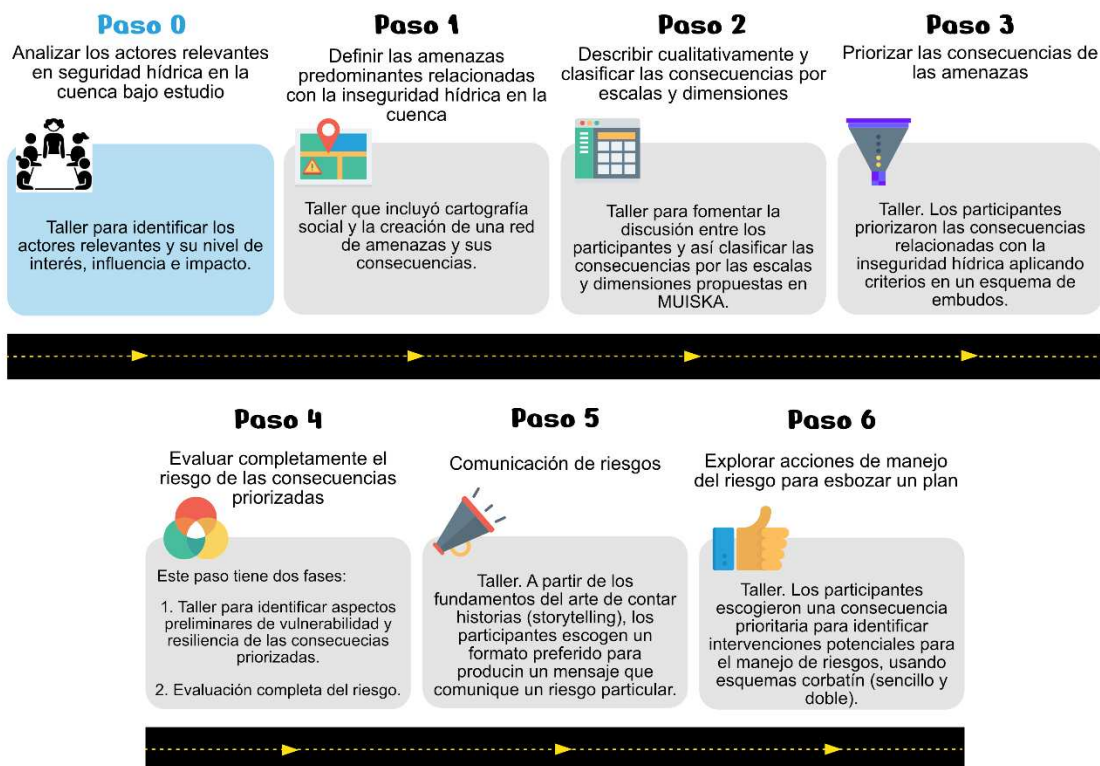 Paso 0
Analizar los actores relevantes
en seguridad hídrica en la
cuenca bajo estudio
Taller para identificar los
actores relevantes y su nivel de
interés, influencia e impacto.
Paso 1
Definir las amenazas
predominantes relacionadas
con la inseguridad hídrica en la
cuenca
Taller que incluyó cartografía
social y la creación de una red
de amenazas y sus
consecuencias.
Paso 2
Describir cualitativamente y
clasificar las consecuencias por
escalas y dimensiones
Taller para fomentar la
discusión entre los
participantes y así clasificar las
consecuencias por las escalas
y dimensiones propuestas en
MUISKA.
Paso 3
Priorizar las consecuencias de
las amenazas
Taller. Los participantes
priorizaron las consecuencias
relacionadas con la
inseguridad hídrica aplicando
criterios en un esquema de
embudos.
Paso 4
Evaluar completamente el
riesgo de las consecuencias
priorizadas
Este paso tiene dos fases:
1. Taller para identificar aspectos
preliminares de vulnerabilidad y
resiliencia de las consecuecias
priorizadas.
2. Evaluación completa del riesgo.
Paso 5
Comunicación de riesgos
Taller. A partir de los
fundamentos del arte de contar
historias (storytelling), los
participantes escogen un
formato preferido para
producin un mensaje que
comunique un riesgo particular.
Paso 6
Explorar acciones de manejo
del riesgo para esbozar un plan
Taller. Los participantes
escogieron una consecuencia
prioritaria para identificar
intervenciones potenciales para
el manejo de riesgos, usando
esquemas corbatín (sencillo y
doble).